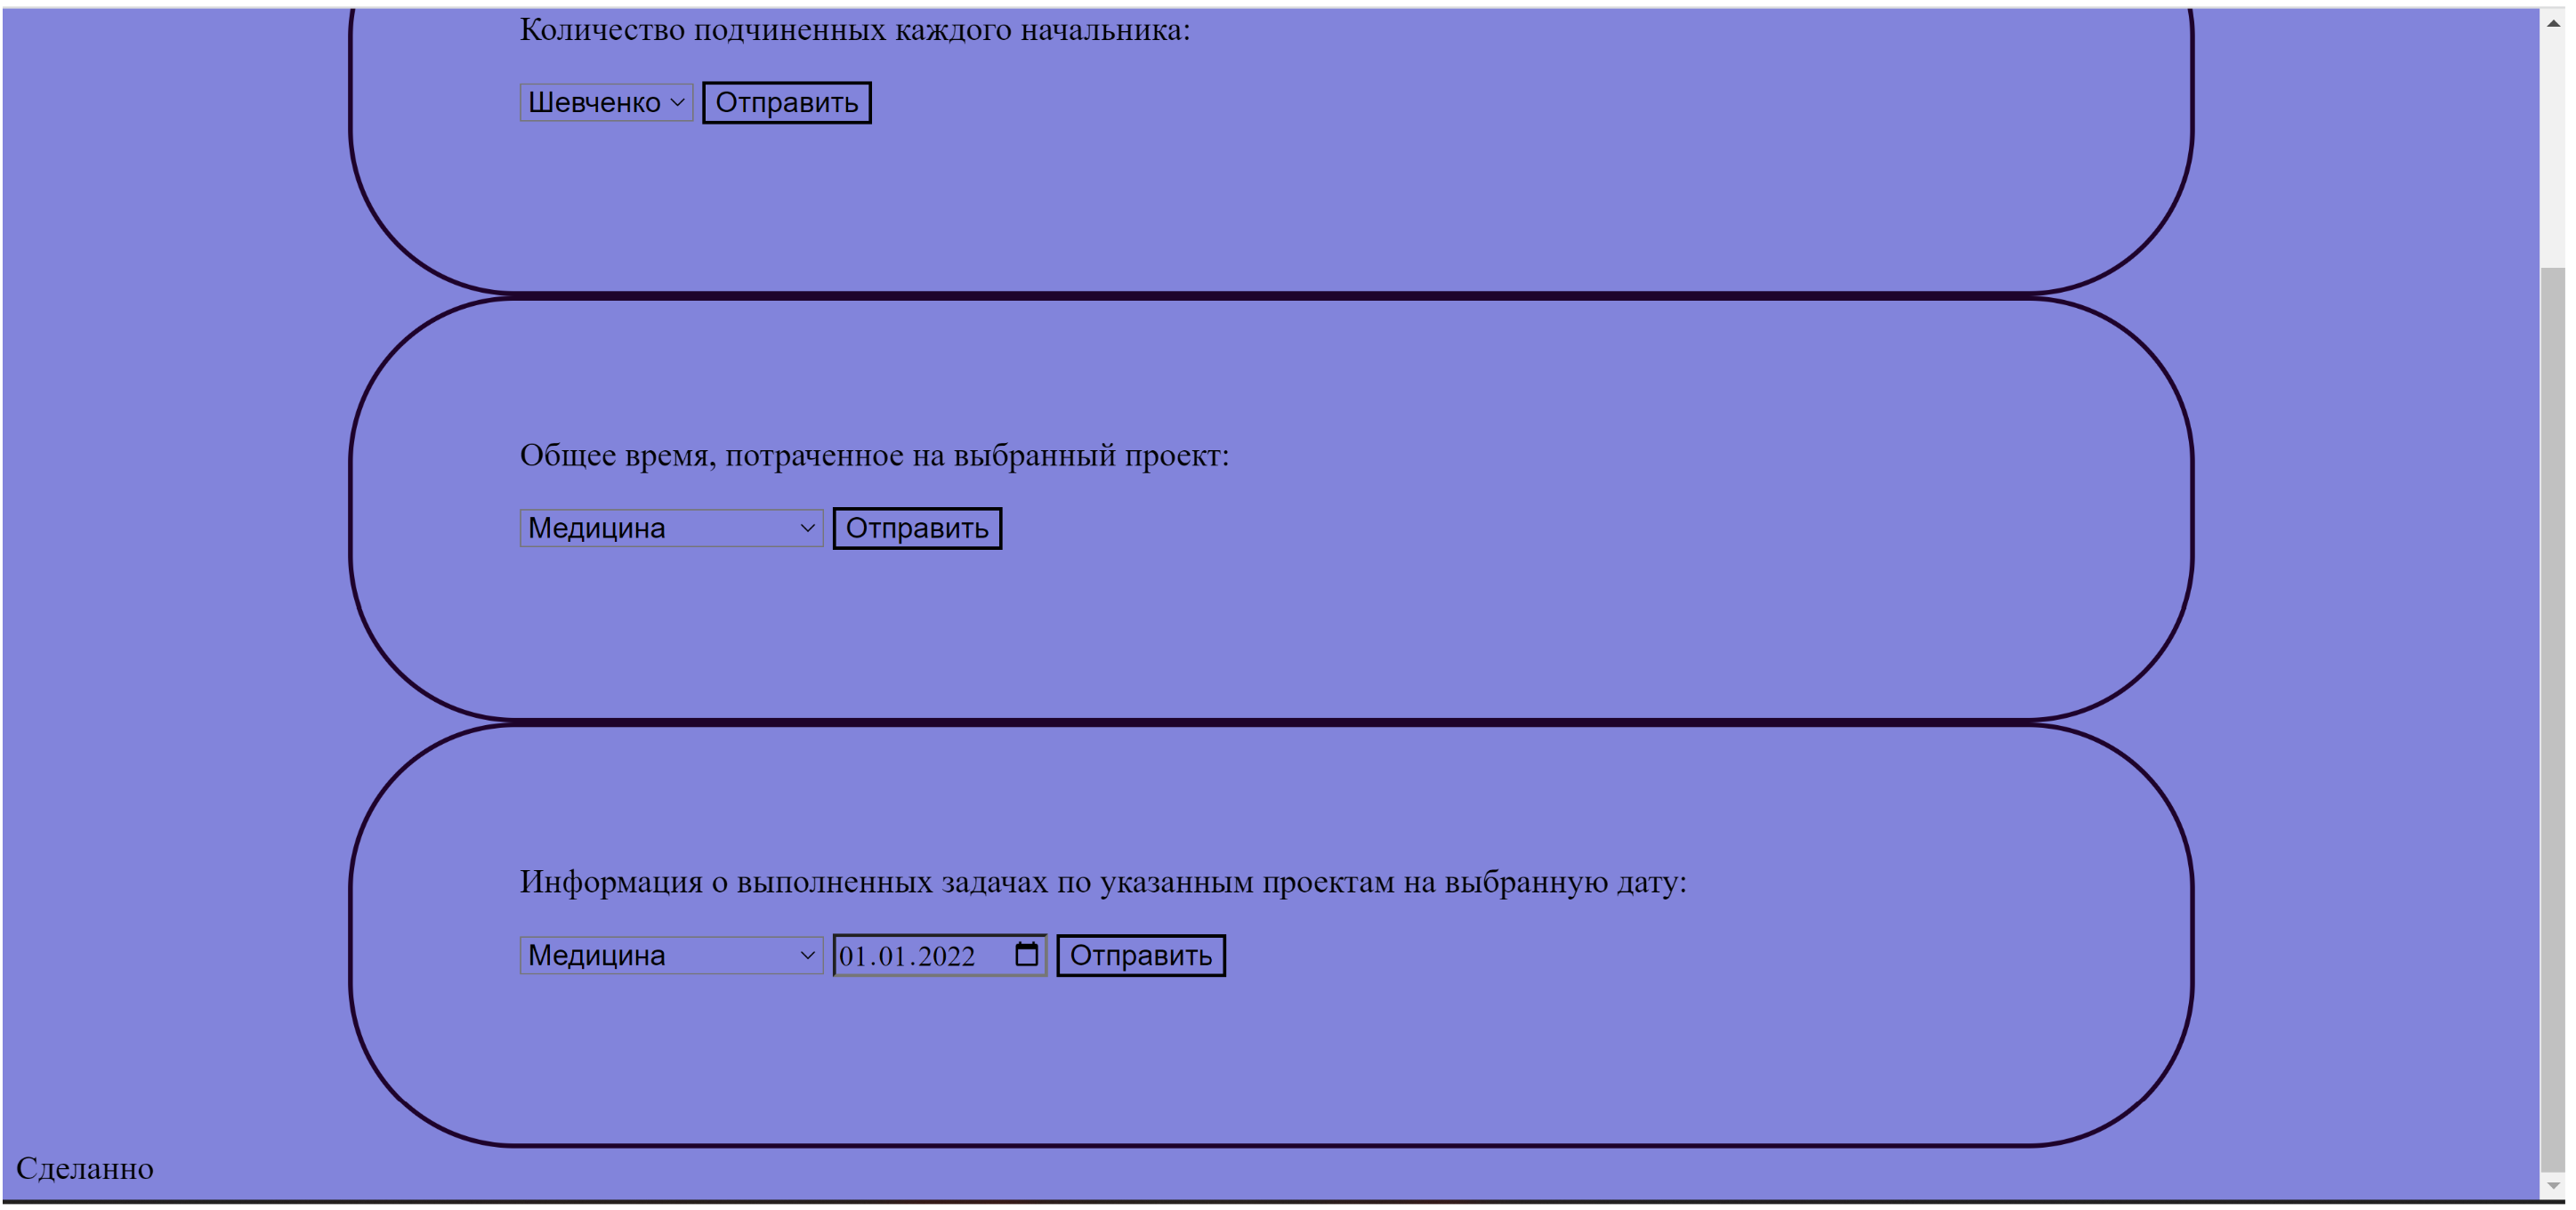 Количество подчиненных каждого начальника:
Шевченко Отправить
Общее время, потраченное на выбранный проект:
Медицина Отправить
Информация о выполненных задачах по указанным проектам на выбранную дату:
Медицина 01.01.2022 Отправить
Сделанно